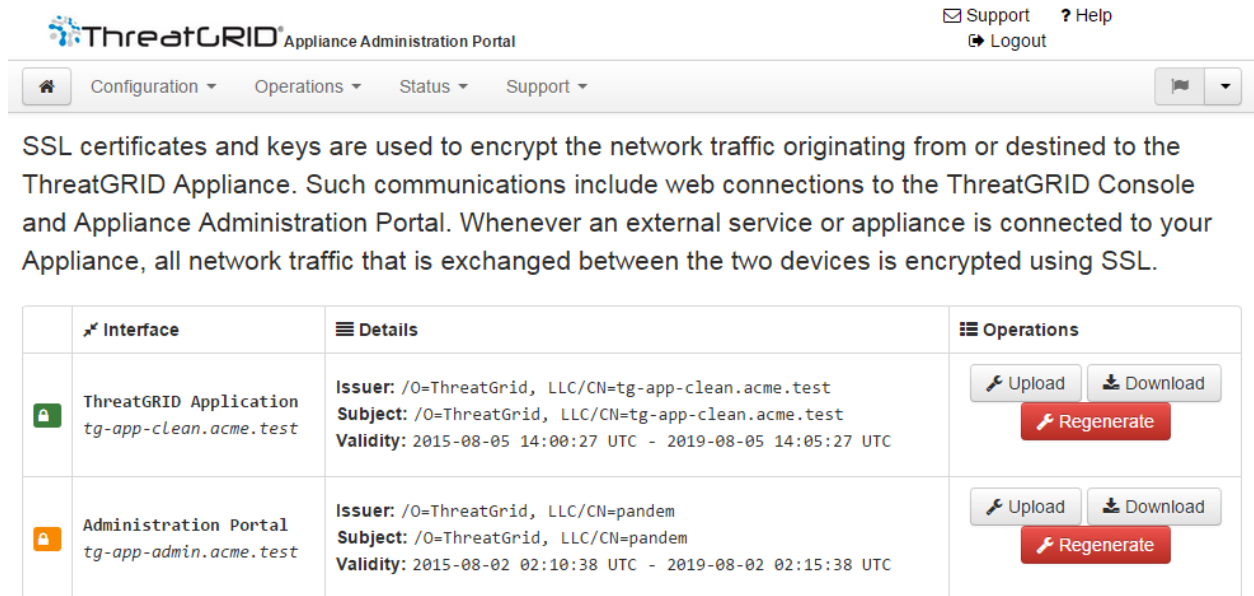 Support ? Help
ThreatGRID Appliance Administration Portal
Logout
Configuration Operations Status Support
SSL certificates and keys are used to encrypt the network traffic originating from or destined to the
ThreatGRID Appliance. Such communications include web connections to the ThreatGRID Console
and Appliance Administration Portal. Whenever an external service or appliance is connected to your
Appliance, all network traffic that is exchanged between the two devices is encrypted using SSL.
Interface Details Operations
ThreatGRID Application
tg-app-clean.acme.test
Issuer: /O=ThreatGrid, LLC/CN=tg-app-clean.acme.test
Subject: /O=ThreatGrid, LLC/CN=tg-app-clean.acme.test
Validity: 2015-08-05 14:00:27 UTC - 2019-08-05 14:05:27 UTC
Upload Download
Regenerate
Administration Portal
tg-app-admin.acme.test
Issuer: /O=ThreatGrid, LLC/CN=pandem
Subject: /O=ThreatGrid, LLC/CN=pandem
Validity: 2015-08-02 02:10:38 UTC - 2019-08-02 02:15:38 UTC
Upload Download
Regenerate